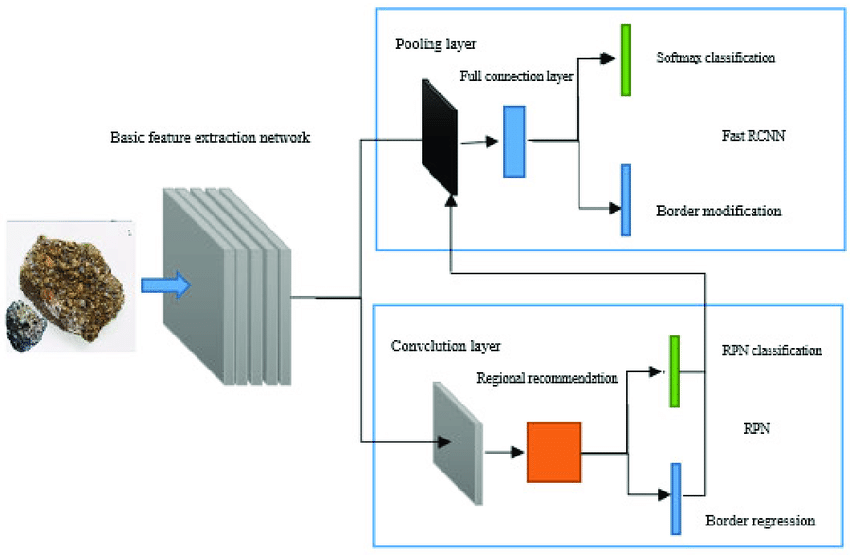 Pooling layer
Full connection layer
Softmax classification
Basic feature extraction network
Fast RCNN
Border modification
Convolution layer
RPN classification
Regional recommendation
RPN
Border regression